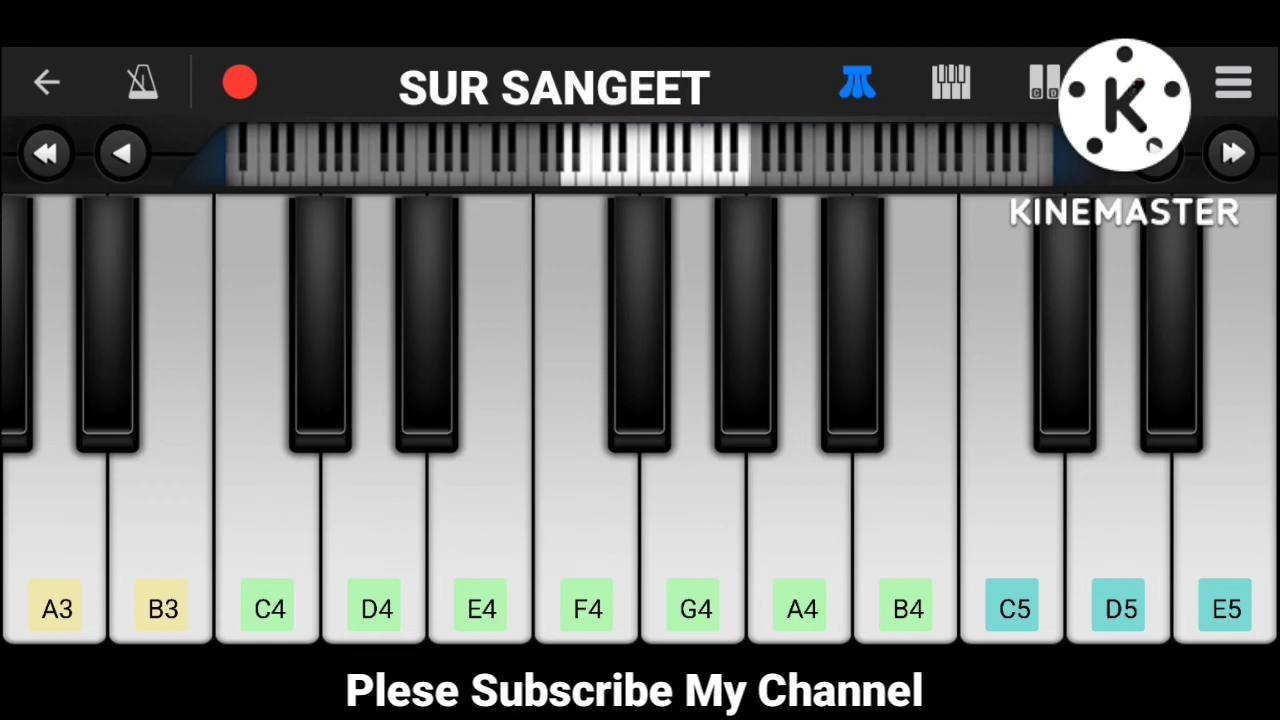 SUR SANGEET
K
KINEMASTER
A3 B3 C4 D4 E4 F4 G4 A4 B4 C5 D5 E5
Plese Subscribe My Channel